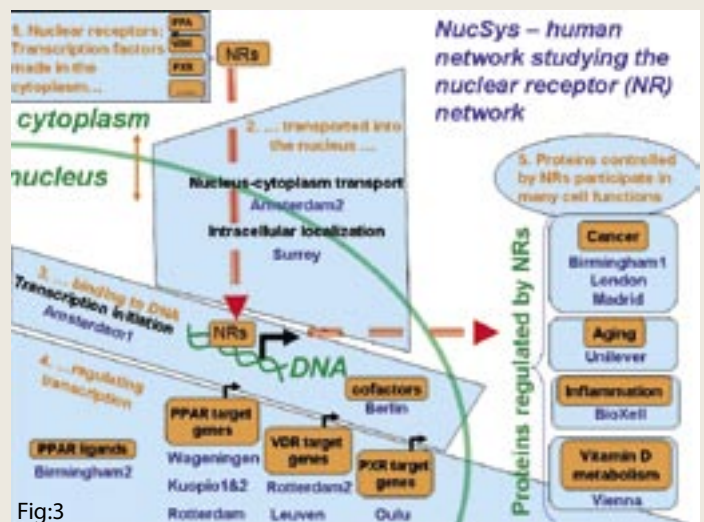 1. Nuclear receptors:
Transcription factors
made in the
cytoplasm...
PPA
VDR
PXR
.....
NRs
NucSys – human
network studying the
nuclear receptor (NR)
network
cytoplasm
nucleus
2. ... transported into
the nucleus ...
Nucleus-cytoplasm transport
Amsterdam2
Intracellular localization
Surrey
3. ... binding to DNA
Transcription initiation
Amsterdam1
NRs
DNA
cofactors
Berlin
4. ...regulating
transcription
PPAR ligands
Birmingham2
PPAR target
genes
Wageningen
Kuopio1&2
Rotterdam
VDR target
genes
Rotterdam2
Leuven
PXR target
genes
Oulu
Proteins regulated by NRs
5. Proteins controlled
by NRs participate in
many cell functions
Cancer
Birmingham1
London
Madrid
Aging
Unilever
Inflammation
BioXell
Vitamin D
metabolism
Vienna
Fig:3